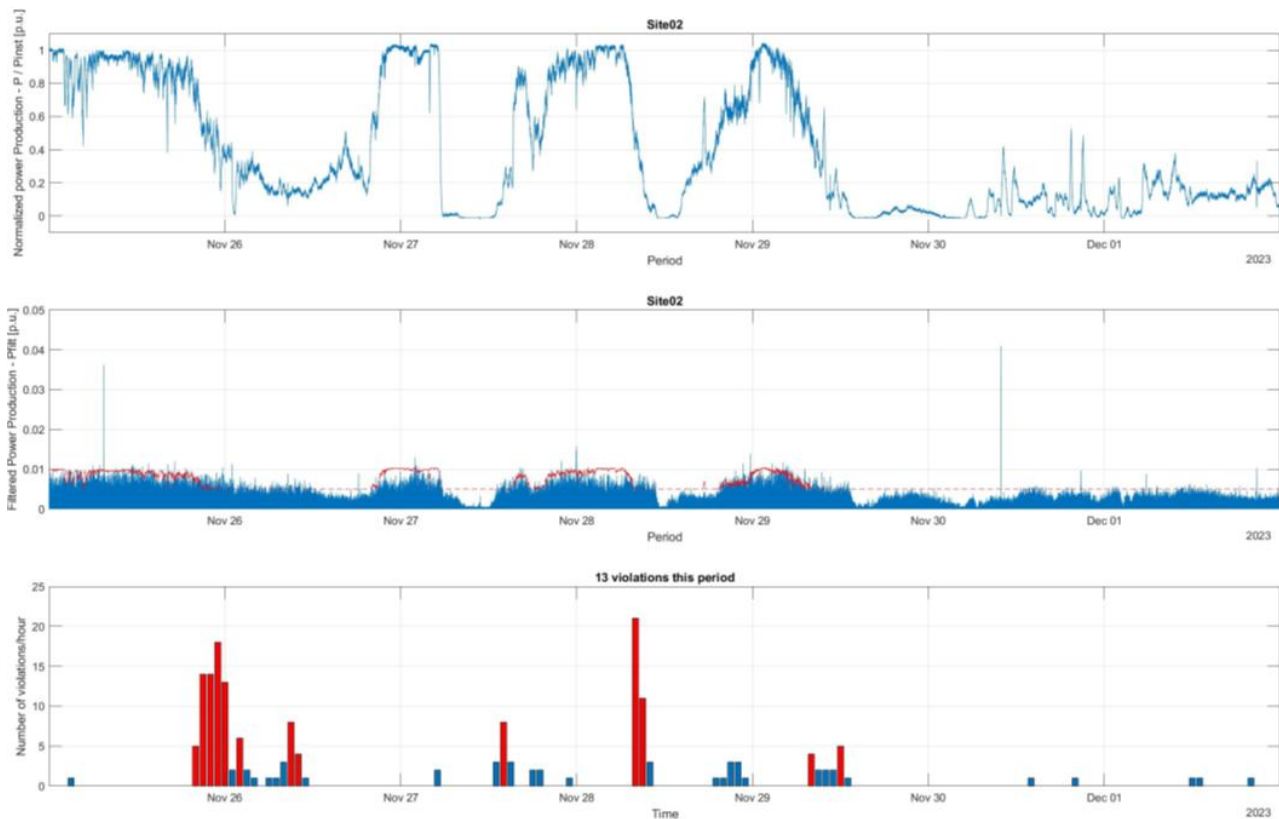 Site02
Normalized power Production - P / Pinst [p.u.]
1
0.8
0.6
0.4
0.2
0
Nov 26 Nov 27 Nov 28 Nov 29 Nov 30 Dec 01
Period
2023
Site02
Filtered Power Production - Pfilt [p.u.]
0.05
0.04
0.03
0.02
0.01
0
Nov 26 Nov 27 Nov 28 Nov 29 Nov 30 Dec 01
Period
2023
13 violations this period
Number of violations/hour
25
20
15
10
5
0
Nov 26 Nov 27 Nov 28 Nov 29 Nov 30 Dec 01
Time
2023